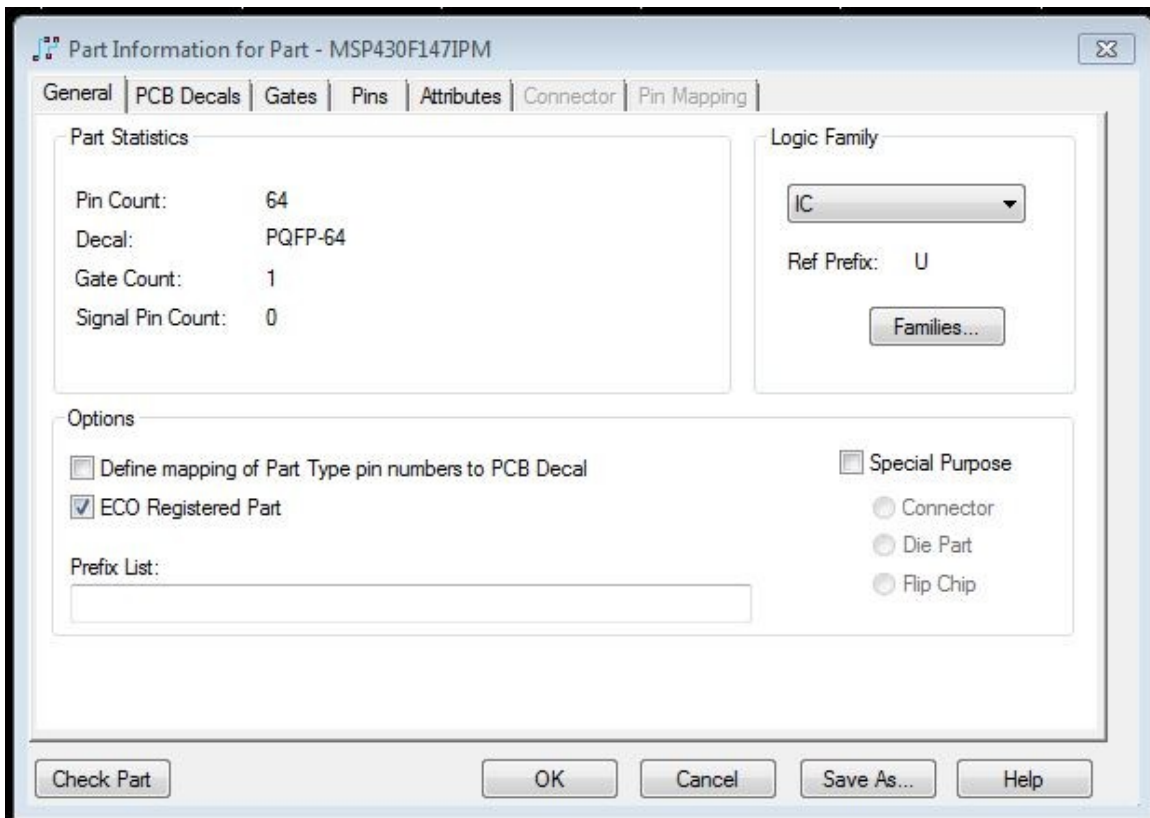 Part Information for Part - MSP430F147IPM
General PCB Decals Gates Pins Attributes Connector Pin Mapping
Part Statistics
Pin Count: 64
Decal: PQFP-64
Gate Count: 1
Signal Pin Count: 0
Logic Family
IC
Ref Prefix: U
Families...
Options
Define mapping of Part Type pin numbers to PCB Decal
ECO Registered Part
Prefix List:
Special Purpose
Connector
Die Part
Flip Chip
Check Part OK Cancel Save As... Help